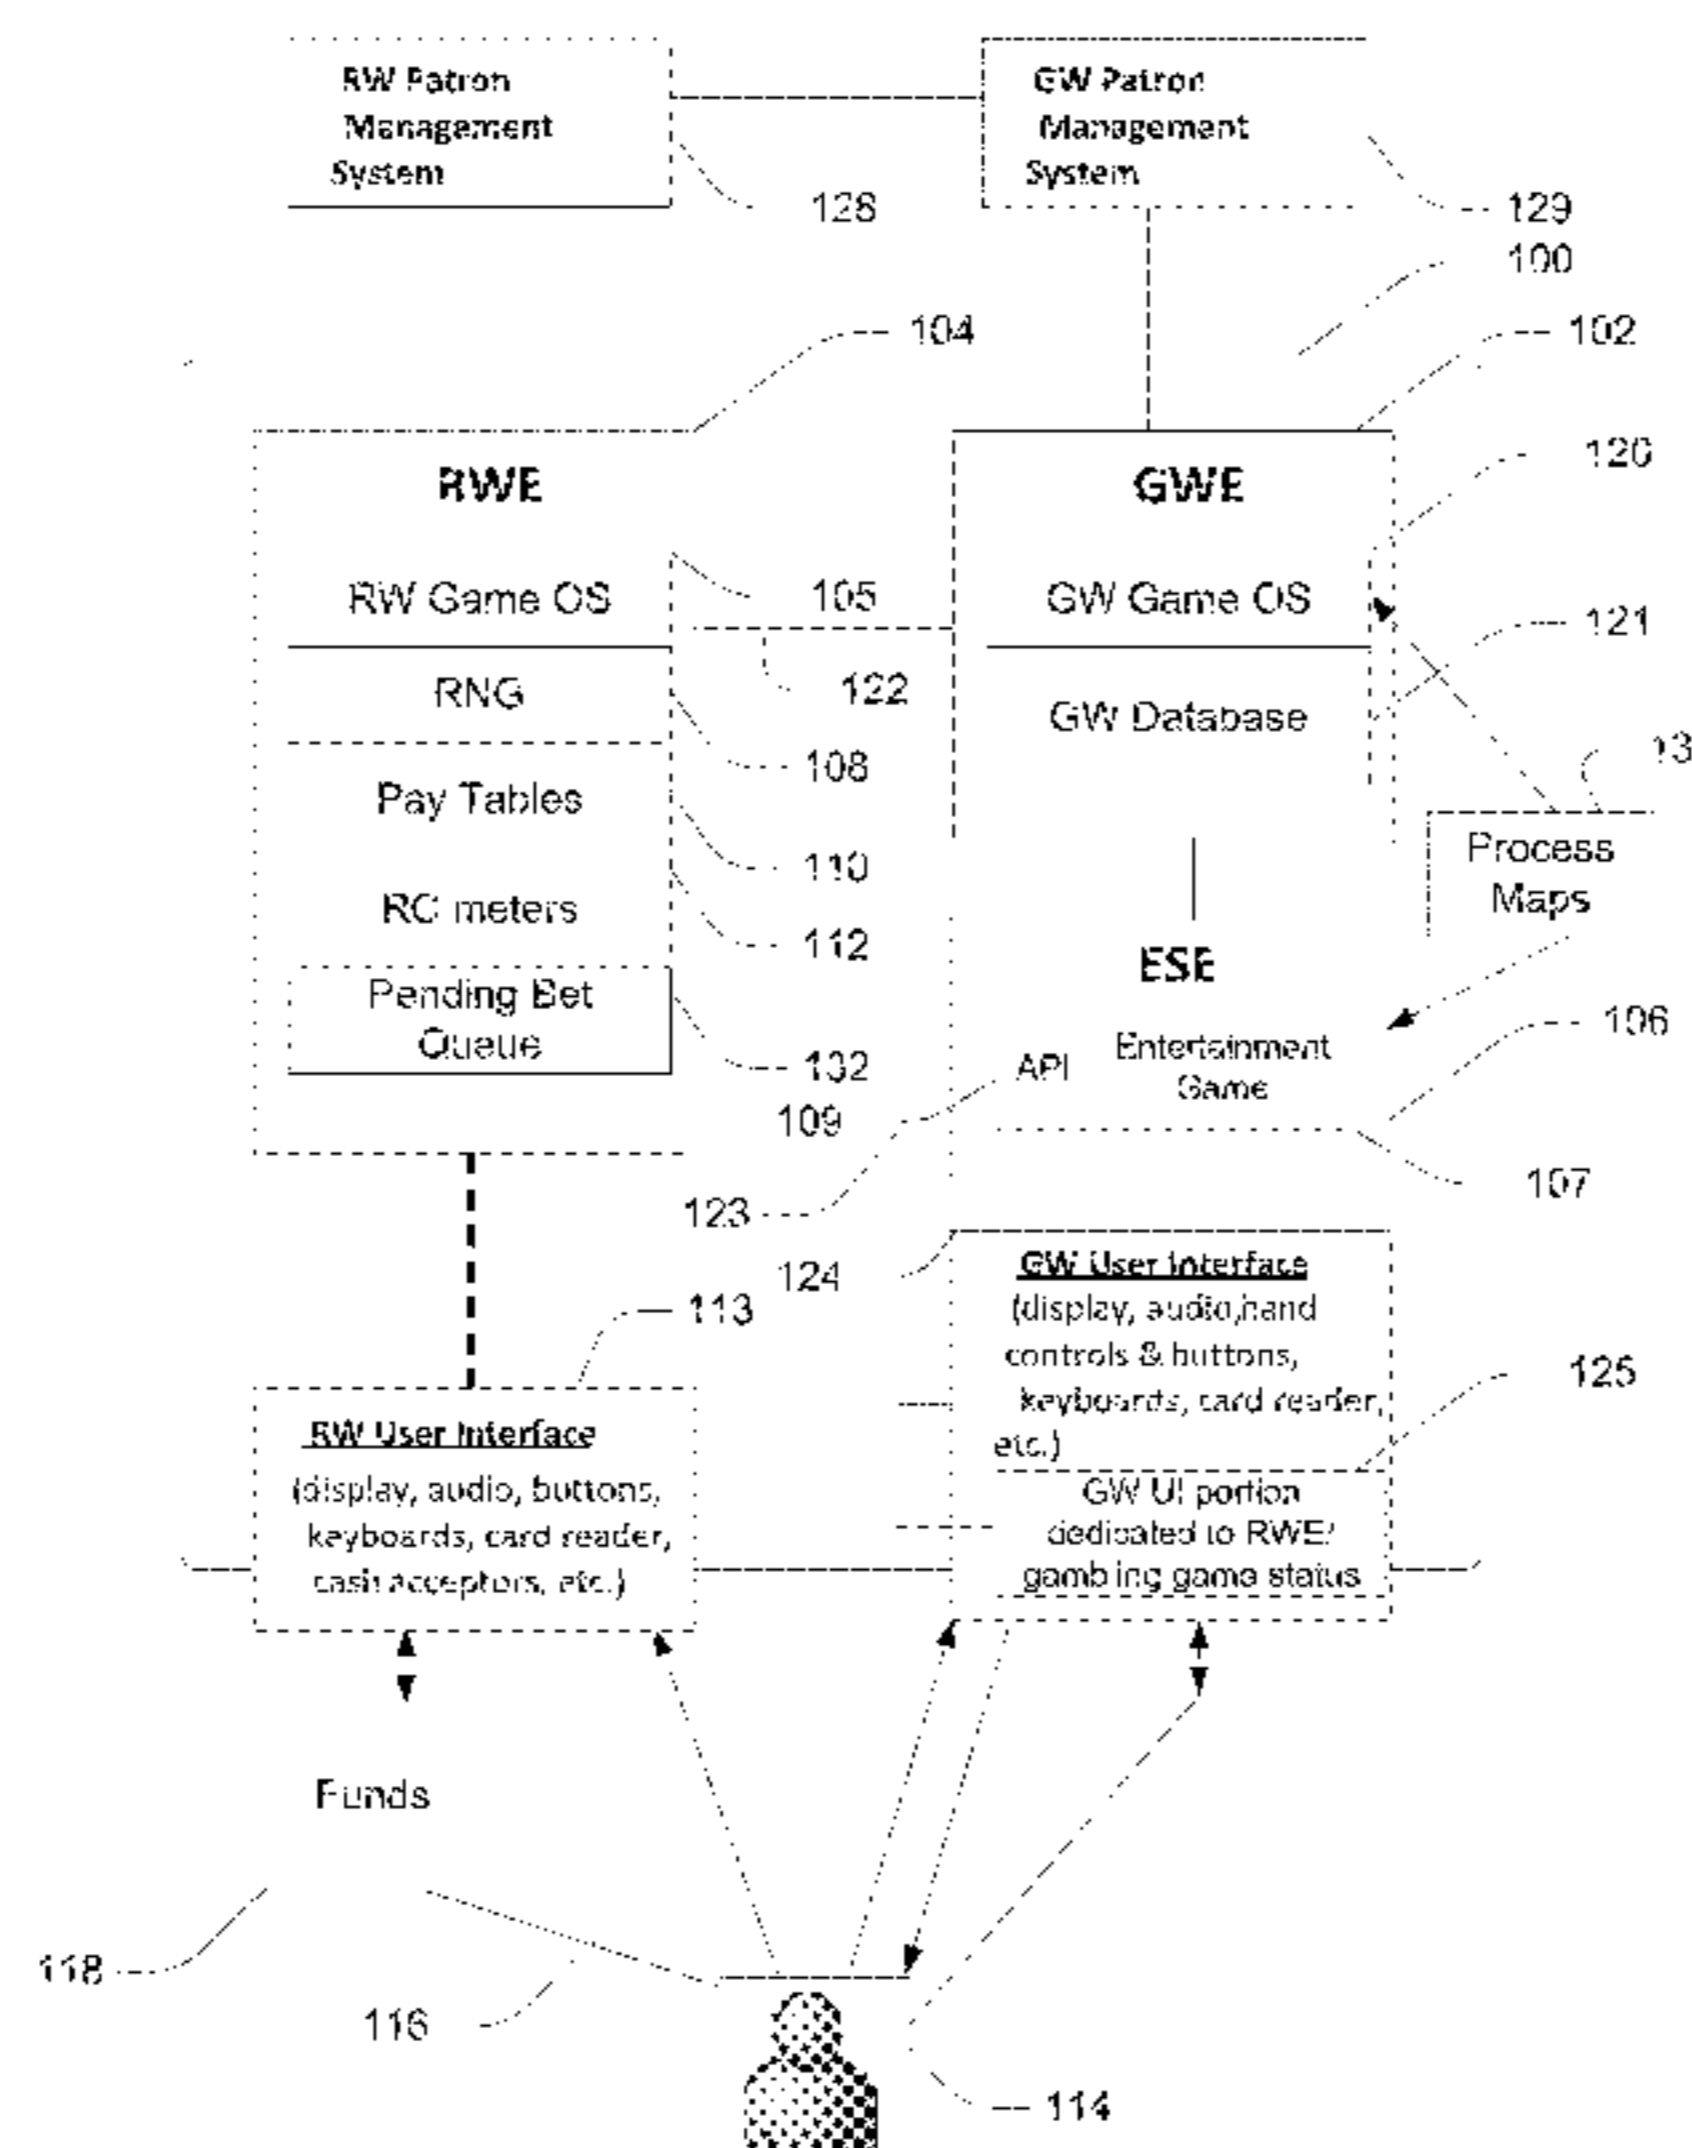 RW Patron
Management
System
128
GW Patron
Management
System
129
100
104
102
RWE
RW Game OS
105
RNG
122
108
Pay Tables
110
RC meters
112
Pending Bet
Queue
132
109
GWE
120
GW Game OS
121
GW Database
13
Process
Maps
ESE
106
API
Entertainment
Game
107
123
124
113
GW User Interface
(display, audio,hand
controls & buttons,
keyboards, card reader,
etc.)
125
GW UI portion
dedicated to RWE/
gambling game status
RW User Interface
(display, audio, buttons,
keyboards, card reader,
cash acceptors, etc.)
Funds
118
116
114